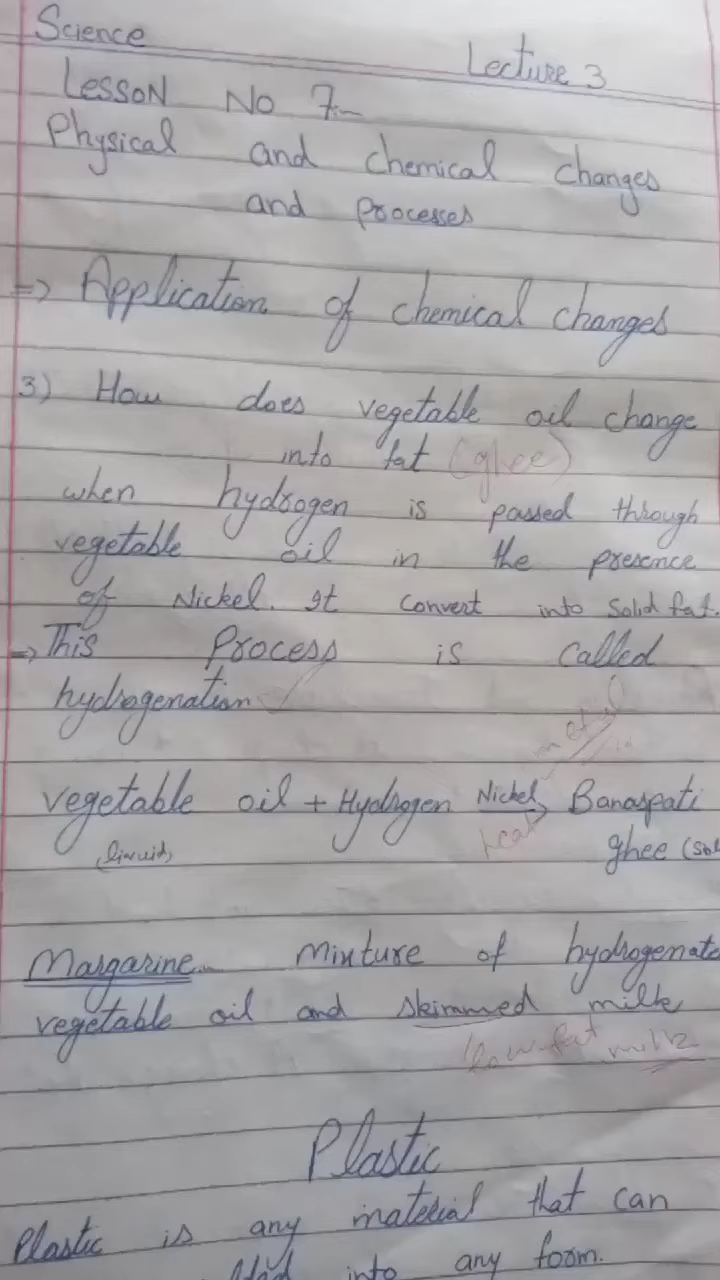 Science
Lecture 3
LESSON NO 7:-
Physical and chemical changes
and processes
=> Application of chemical changes
3) How does vegetable oil change
into fat (ghee)
when hydrogen is passed through
vegetable oil in the presence
of Nickel. It convert into solid fat.
=> This Process is called
hydrogenation
metal
vegetable oil + Hydrogen Nickel Banaspati
(liquid) heat ghee (sol
Margarine mixture of hydrogenate
vegetable oil and skimmed milk
low-fat milk
Plastic
Plastic is any material that can
into any form.